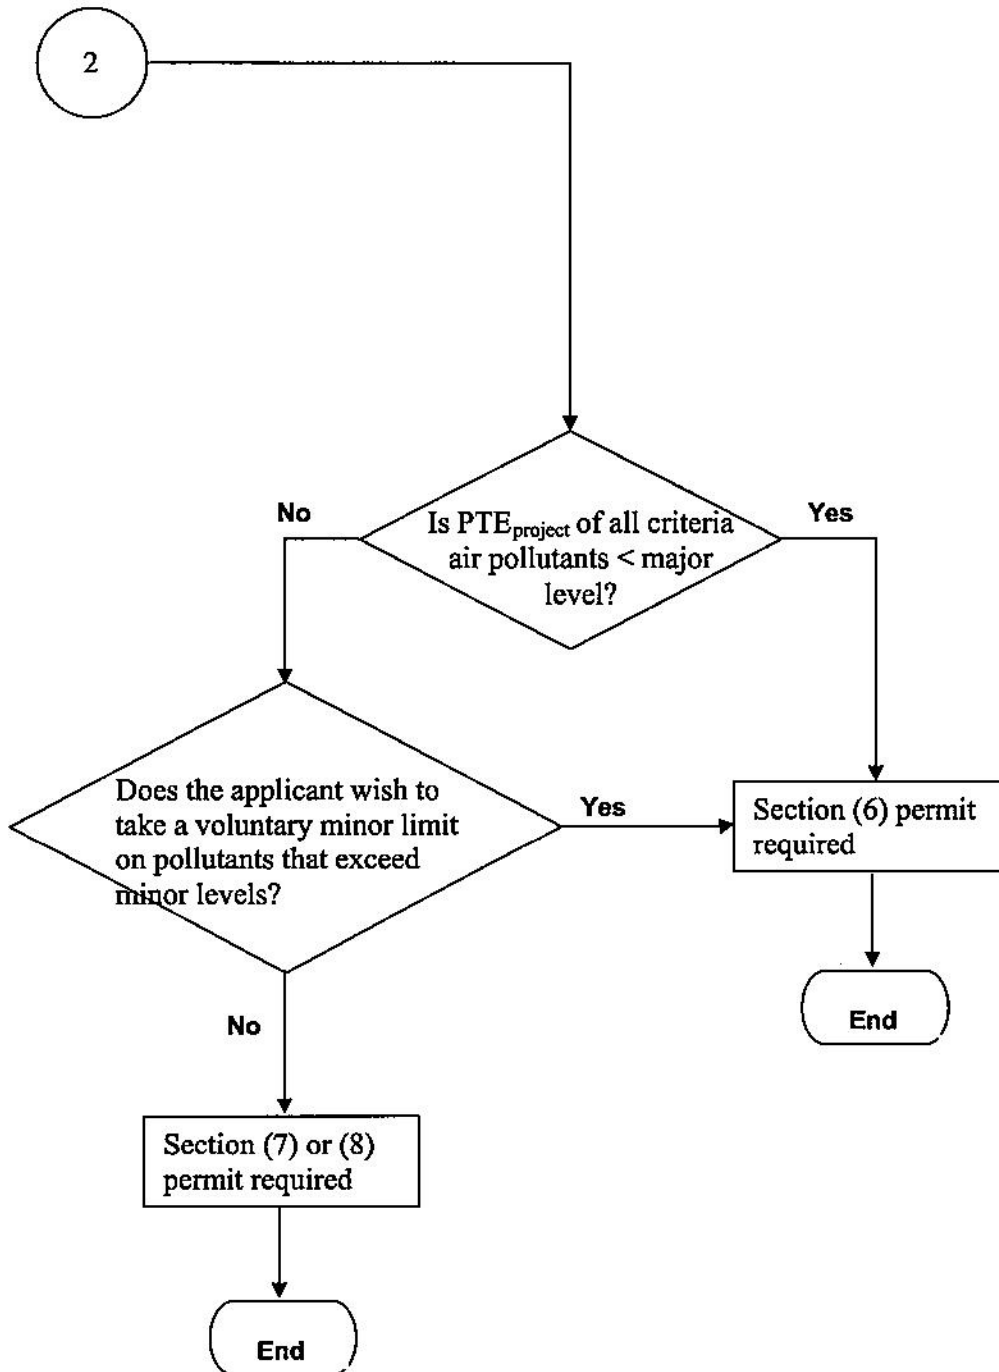 2
No
Yes
Is PTEproject of all criteria
air pollutants < major
level?
Does the applicant wish to
take a voluntary minor limit
on pollutants that exceed
minor levels?
Yes
Section (6) permit
required
End
No
Section (7) or (8)
permit required
End